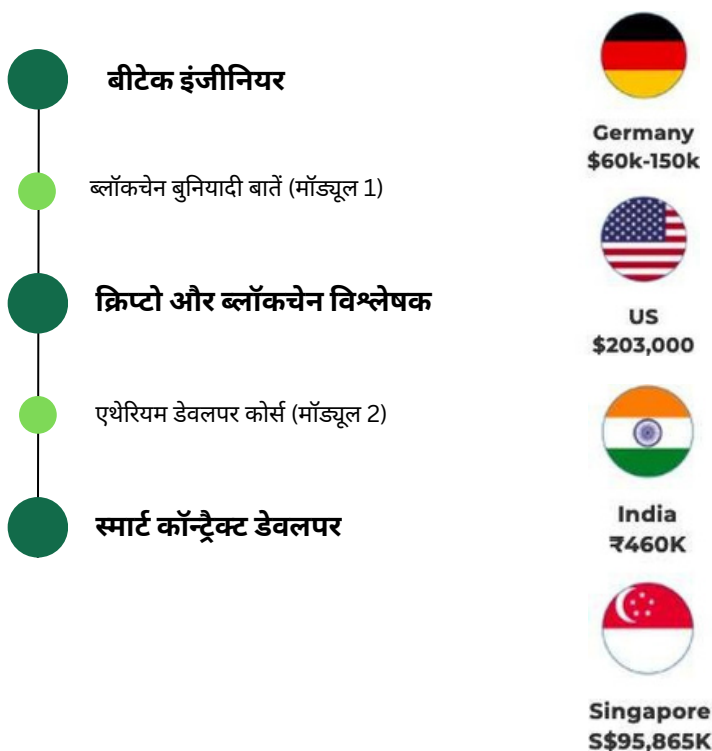 बीटेक इंजीनियर
ब्लॉकचेन बुनियादी बातें (मॉड्यूल 1)
क्रिप्टो और ब्लॉकचेन विश्लेषक
एथेरियम डेवलपर कोर्स (मॉड्यूल 2)
स्मार्ट कॉन्ट्रैक्ट डेवलपर
Germany
$60k-150k
US
$203,000
India
₹460K
Singapore
S$95,865K